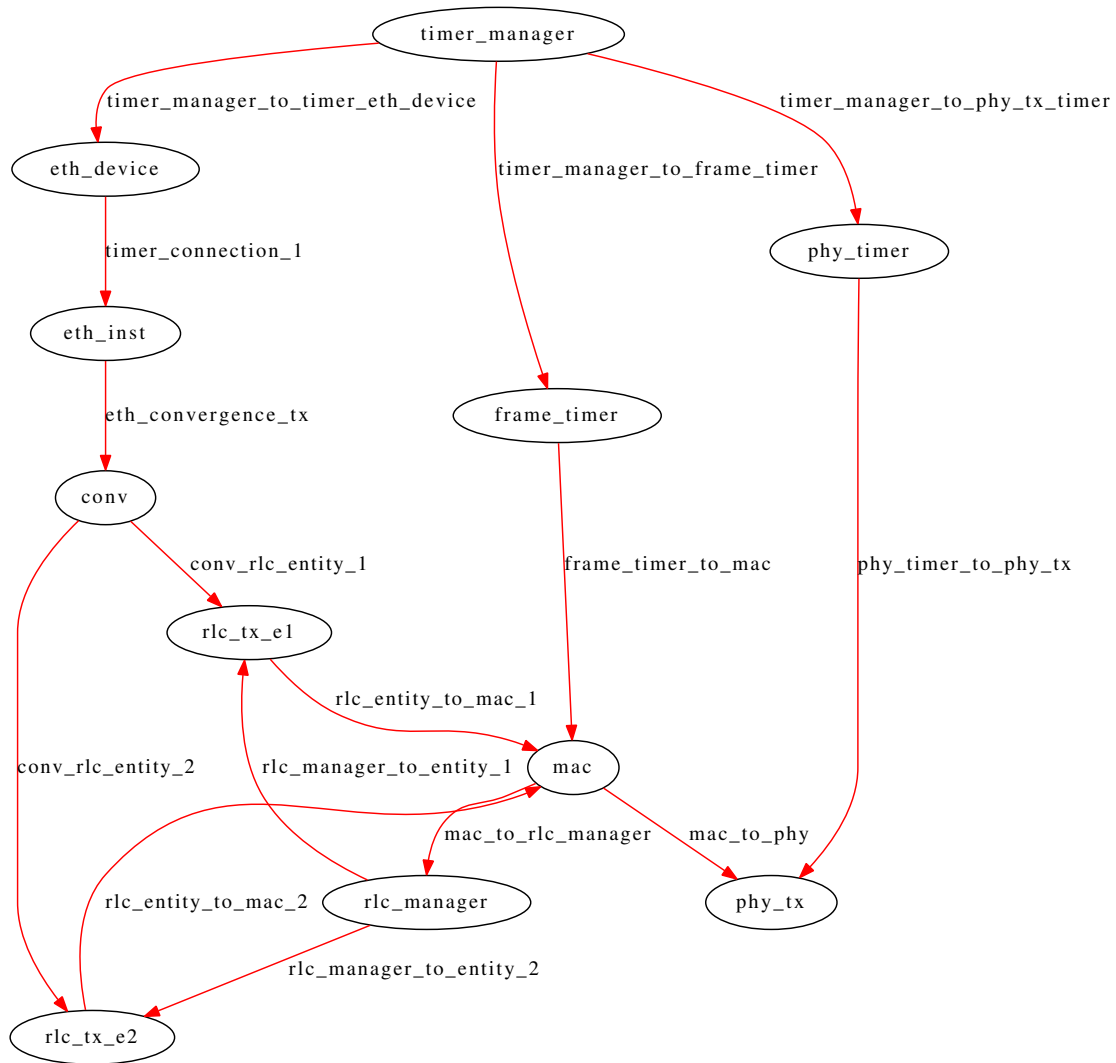 timer_manager
timer_manager_to_timer_eth_device
timer_manager_to_phy_tx_timer
eth_device
timer_manager_to_frame_timer
timer_connection_1
phy_timer
eth_inst
eth_convergence_tx
frame_timer
conv
conv_rlc_entity_1
frame_timer_to_mac
phy_timer_to_phy_tx
rlc_tx_e1
rlc_entity_to_mac_1
conv_rlc_entity_2
rlc_manager_to_entity_1
mac
mac_to_rlc_manager
mac_to_phy
rlc_entity_to_mac_2
rlc_manager
phy_tx
rlc_manager_to_entity_2
rlc_tx_e2